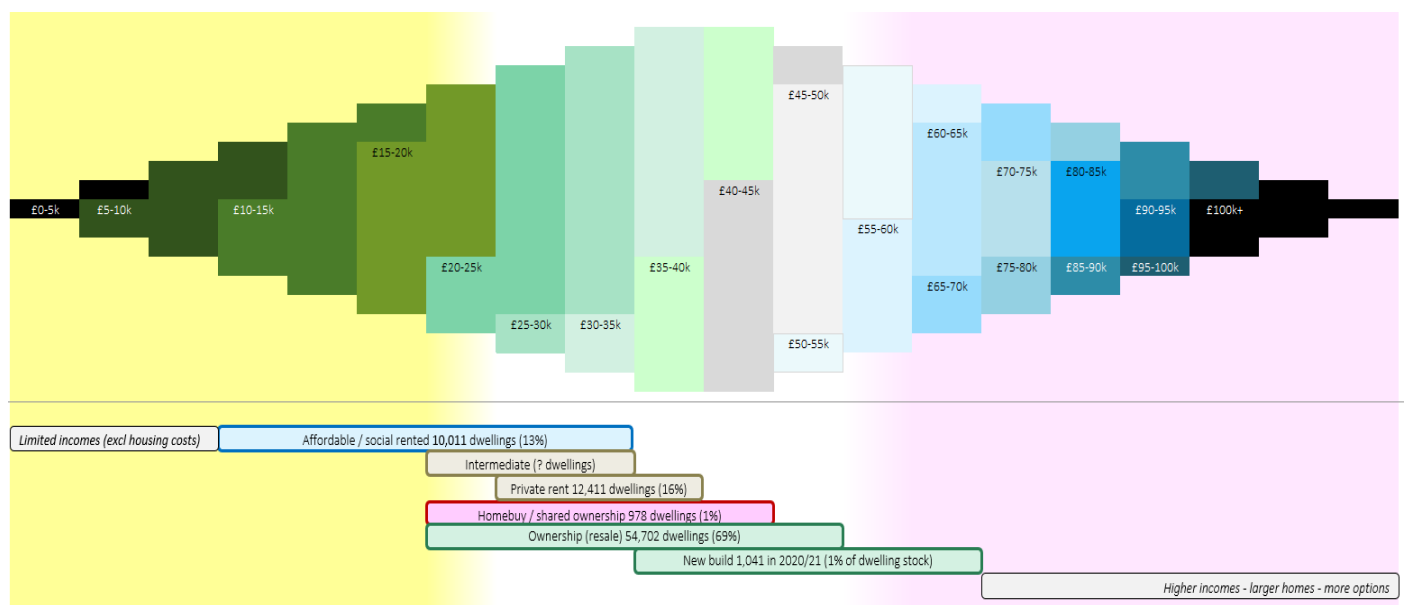 £0-5k
£5-10k
£10-15k
£15-20k
£20-25k
£25-30k
£30-35k
£35-40k
£40-45k
£45-50k
£50-55k
£55-60k
£60-65k
£65-70k
£70-75k
£75-80k
£80-85k
£85-90k
£90-95k
£95-100k
£100k+
Limited incomes (excl housing costs)
Affordable / social rented 10,011 dwellings (13%)
Intermediate (? dwellings)
Private rent 12,411 dwellings (16%)
Homebuy / shared ownership 978 dwellings (1%)
Ownership (resale) 54,702 dwellings (69%)
New build 1,041 in 2020/21 (1% of dwelling stock)
Higher incomes - larger homes - more options